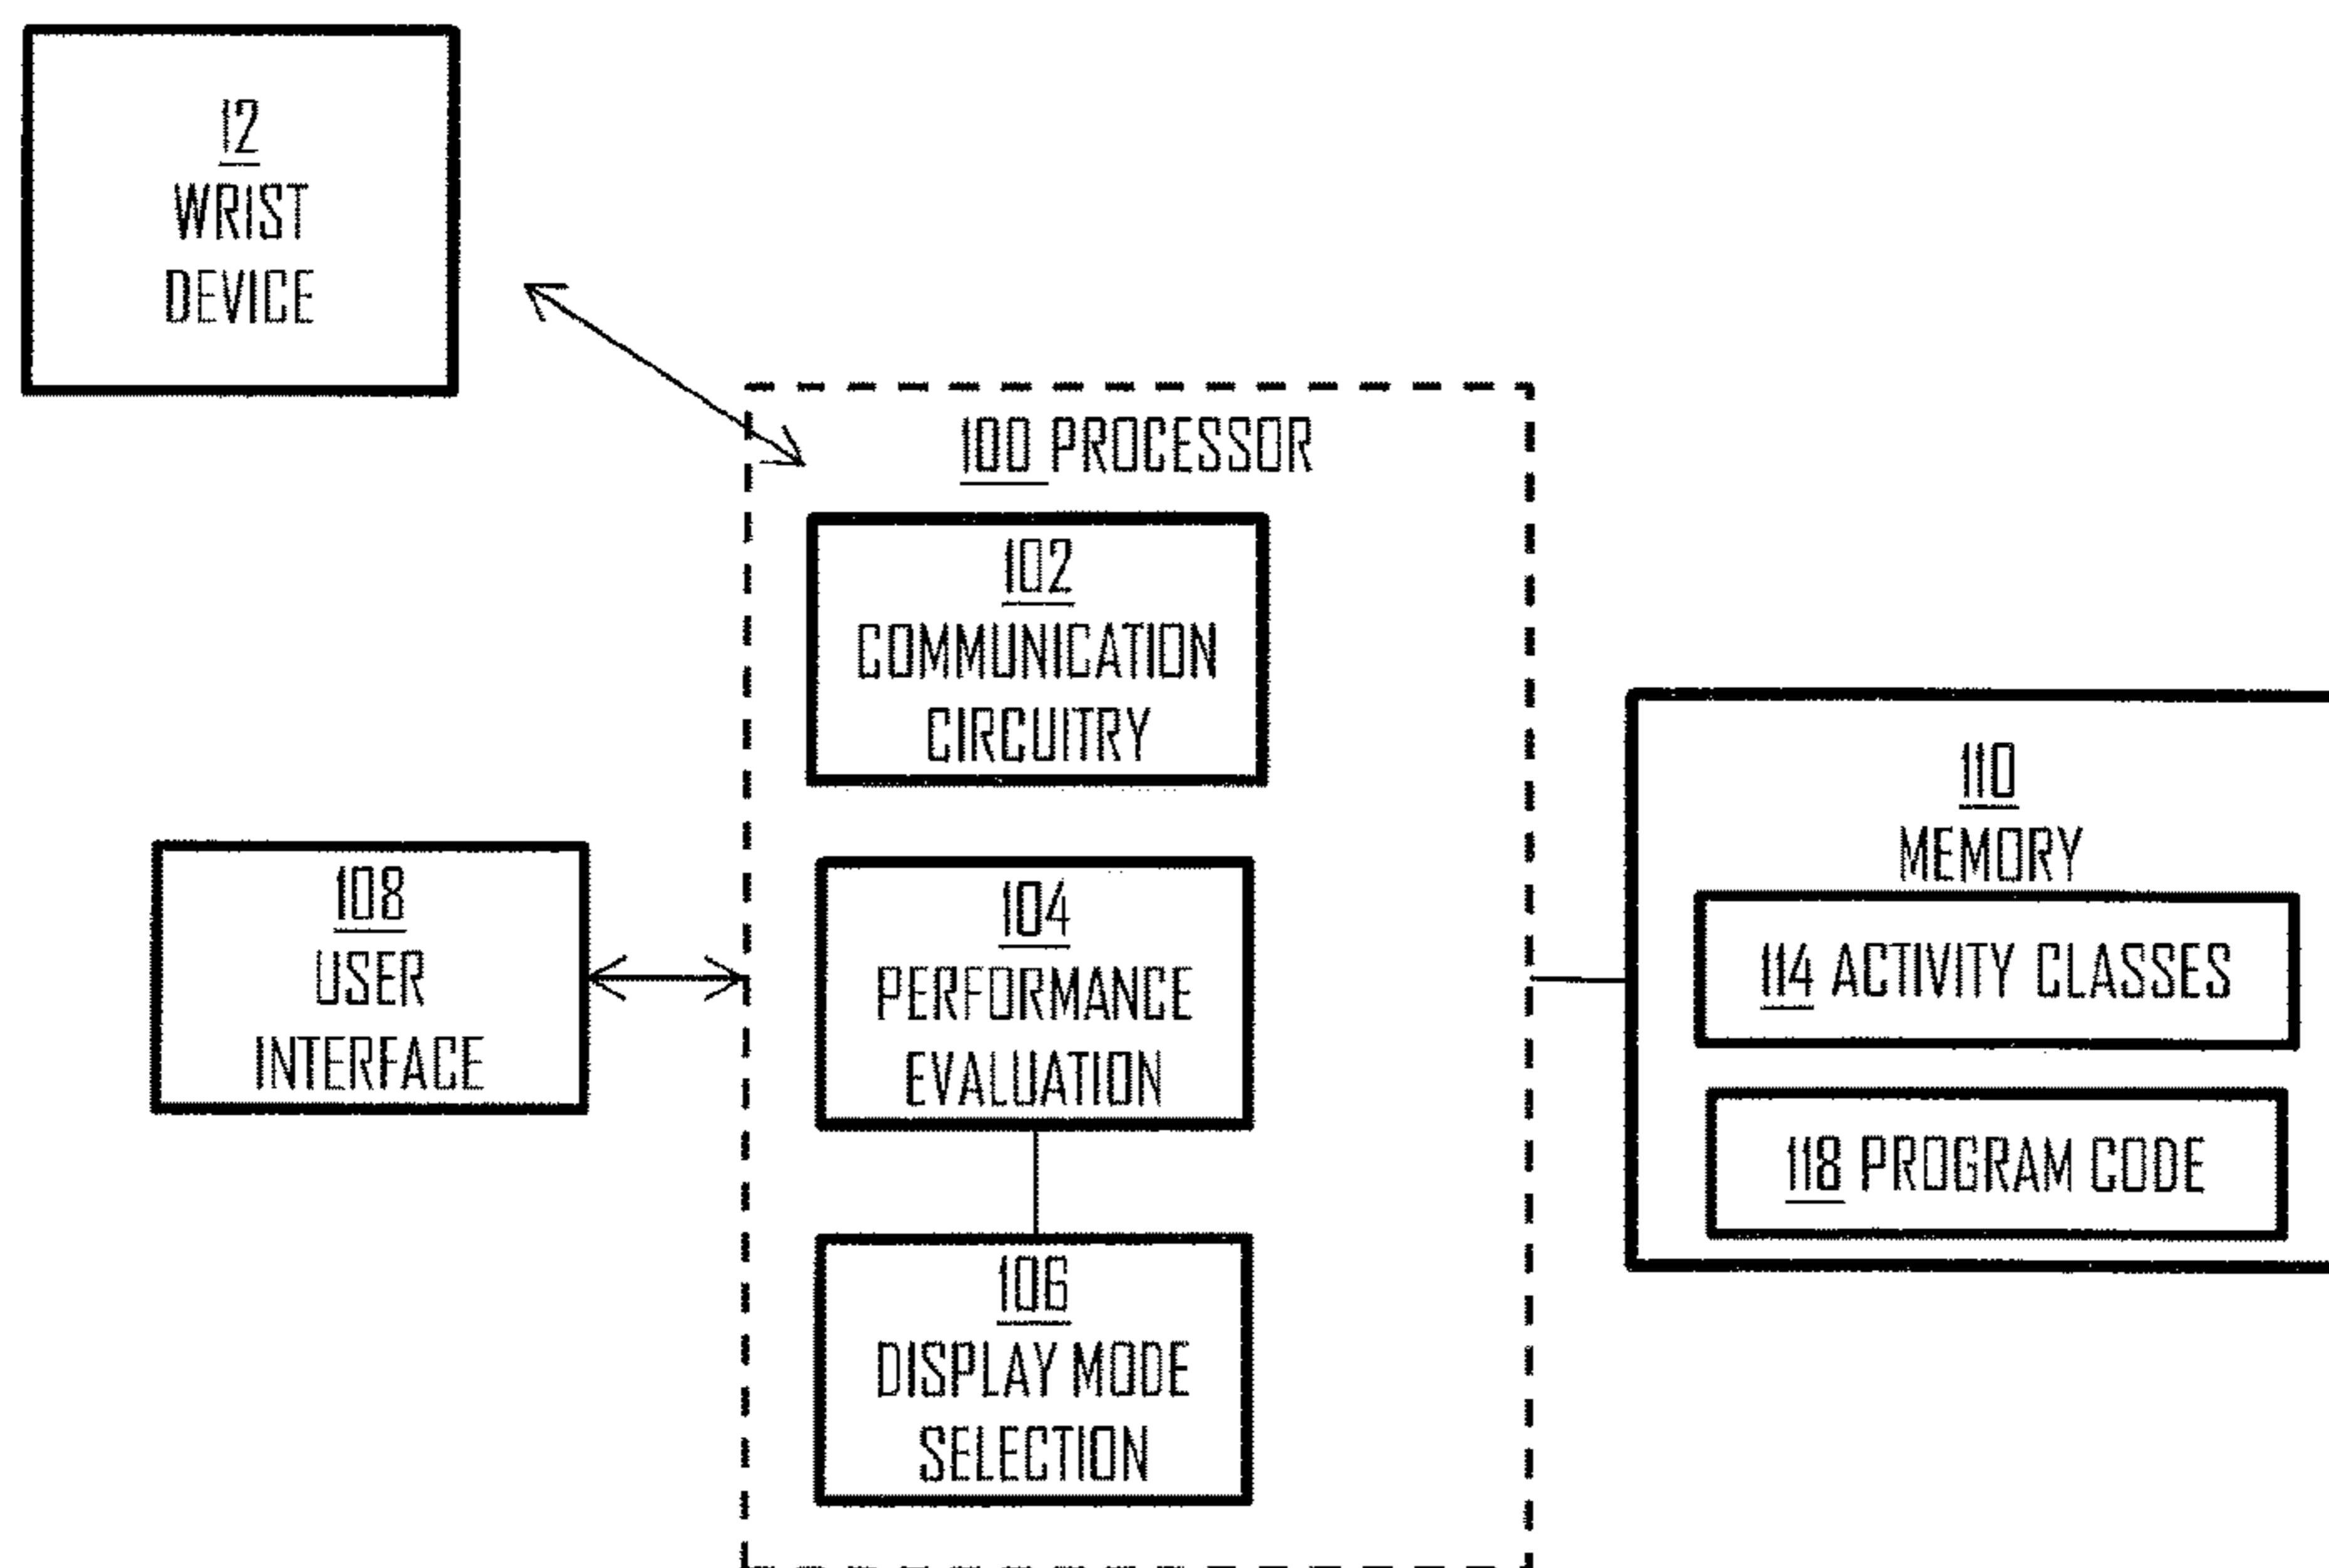 12
WRIST
DEVICE
100 PROCESSOR
102
COMMUNICATION
CIRCUITRY
108
USER
INTERFACE
104
PERFORMANCE
EVALUATION
106
DISPLAY MODE
SELECTION
110
MEMORY
114 ACTIVITY CLASSES
118 PROGRAM CODE